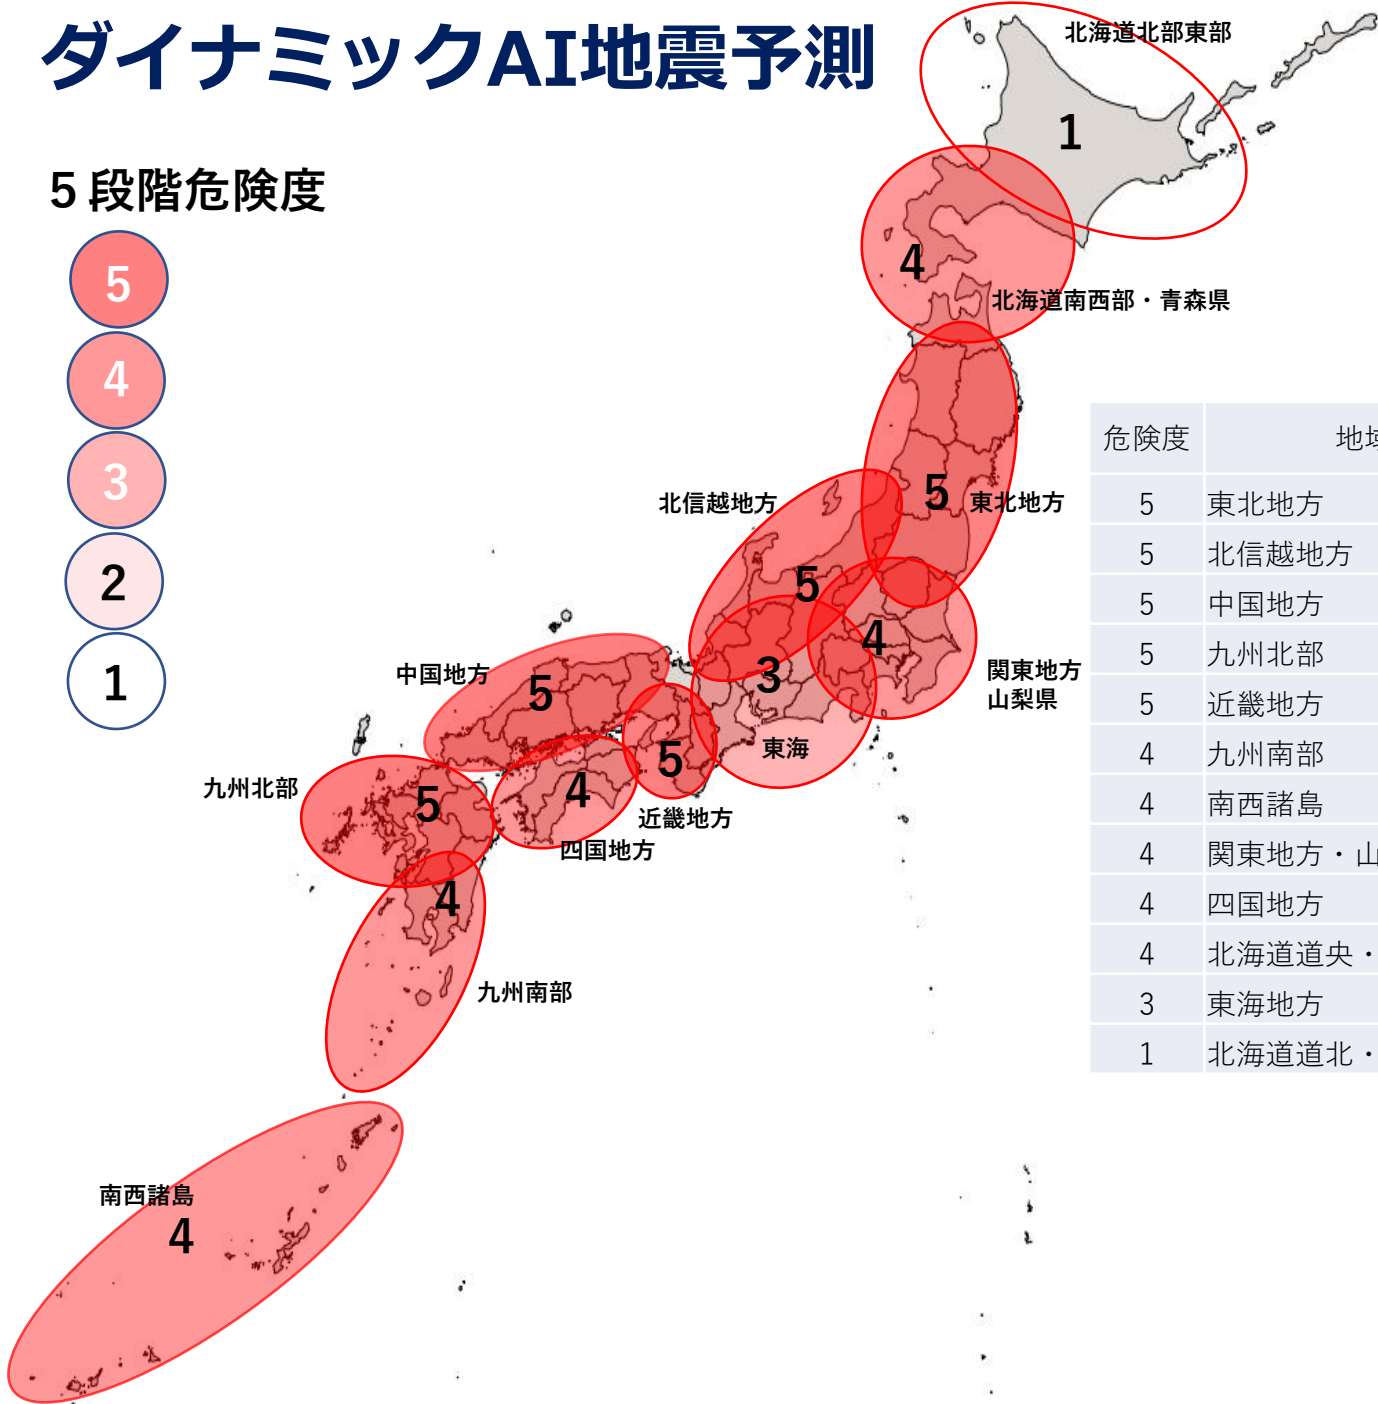 ダイナミックAI地震予測
5段階危険度
5
4
3
2
1
北海道北部東部
1
4
北海道南西部・青森県
北信越地方
5
東北地方
5
4
関東地方
山梨県
3
東海
中国地方
5
5
近畿地方
九州北部
5
4
四国地方
4
九州南部
南西諸島
4
危険度 地域
5 東北地方
5 北信越地方
5 中国地方
5 九州北部
5 近畿地方
4 九州南部
4 南西諸島
4 関東地方・山
4 四国地方
4 北海道道央・
3 東海地方
1 北海道道北・